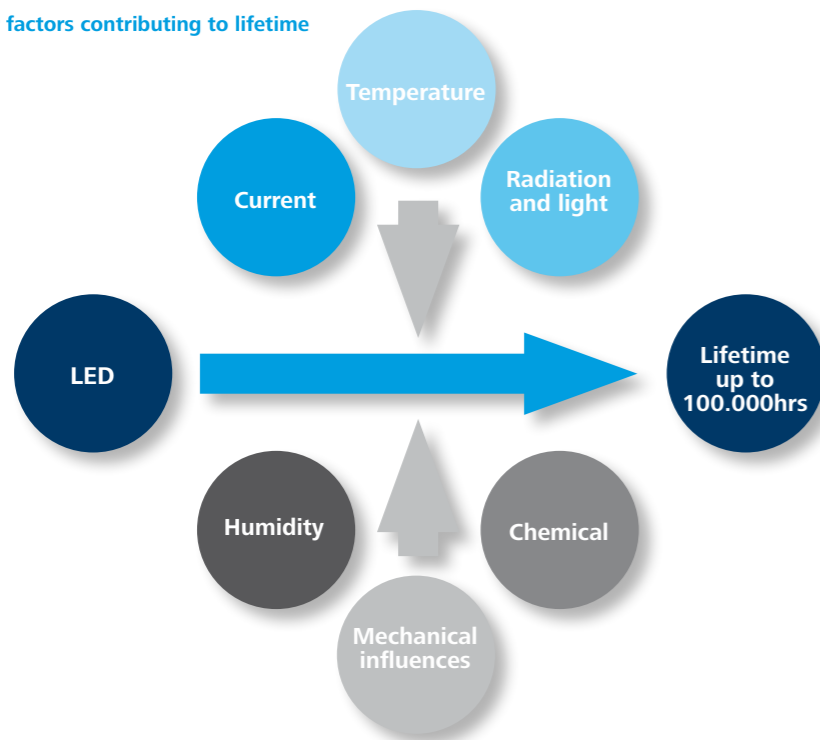 factors contributing to lifetime
Temperature
Current
Radiation
and light
LED
Lifetime
up to
100.000hrs
Humidity
Chemical
Mechanical
influences